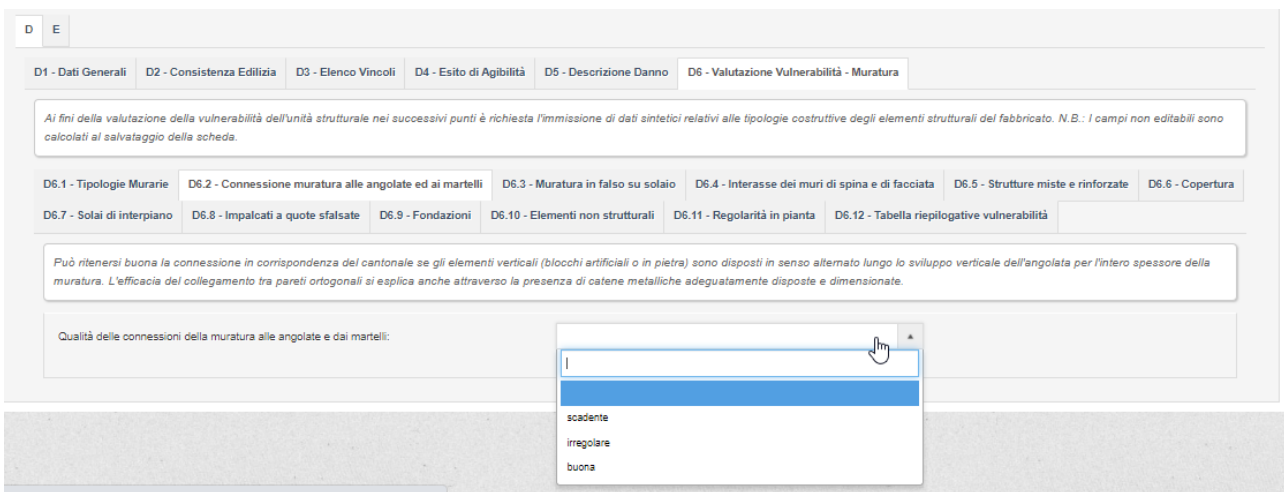 D E
D1 - Dati Generali D2 - Consistenza Edilizia D3 - Elenco Vincoli D4 - Esito di Agibilità D5 - Descrizione Danno D6 - Valutazione Vulnerabilità - Muratura
Ai fini della valutazione della vulnerabilità dell'unità strutturale nei successivi punti è richiesta l'immissione di dati sintetici relativi alle tipologie costruttive degli elementi strutturali del fabbricato. N.B.: I campi non editabili sono
calcolati al salvataggio della scheda.
D6.1 - Tipologie Murarie D6.2 - Connessione muratura alle angolate ed ai martelli D6.3 - Muratura in falso su solaio D6.4 - Interasse dei muri di spina e di facciata D6.5 - Strutture miste e rinforzate D6.6 - Copertura
D6.7 - Solai di interpiano D6.8 - Impalcati a quote sfalsate D6.9 - Fondazioni D6.10 - Elementi non strutturali D6.11 - Regolarità in pianta D6.12 - Tabella riepilogative vulnerabilità
Può ritenersi buona la connessione in corrispondenza del cantonale se gli elementi verticali (blocchi artificiali o in pietra) sono disposti in senso alternato lungo lo sviluppo verticale dell'angolata per l'intero spessore della
muratura. L'efficacia del collegamento tra pareti ortogonali si esplica anche attraverso la presenza di catene metalliche adeguatamente disposte e dimensionate.
Qualità delle connessioni della muratura alle angolate e dai martelli:
scadente
irregolare
buona